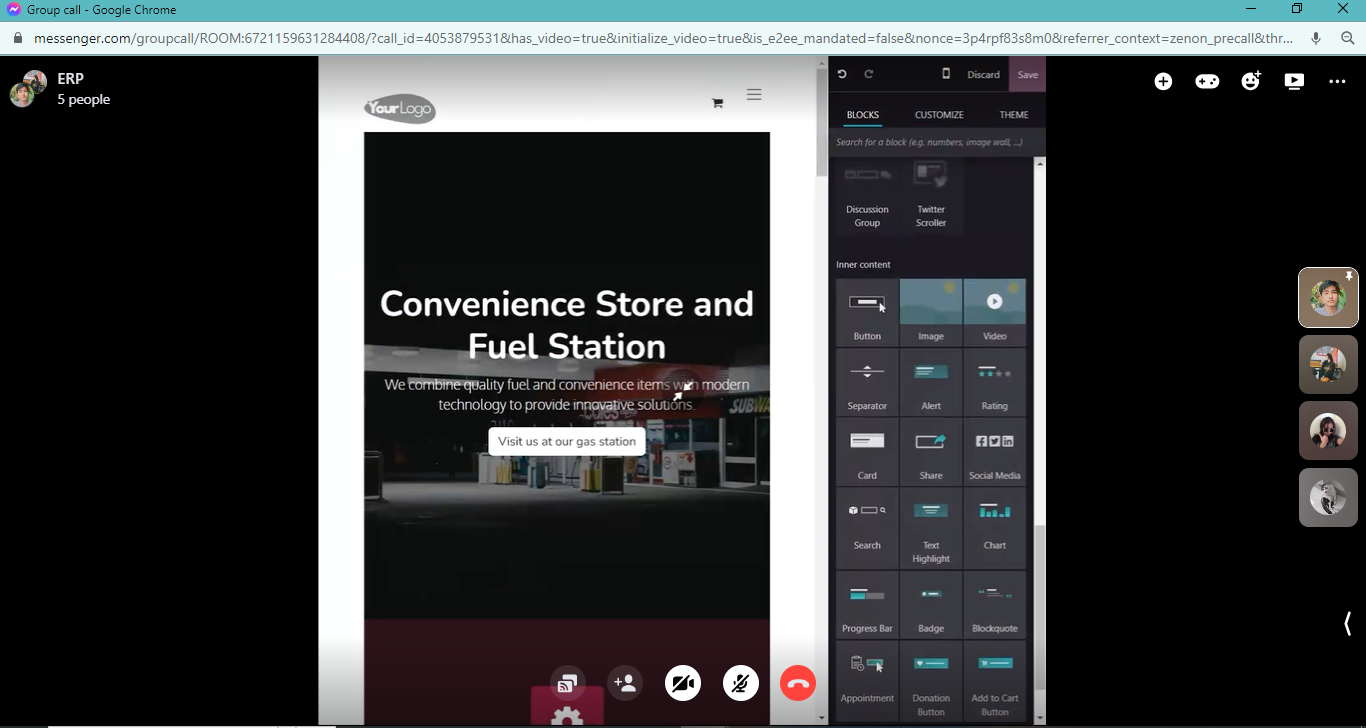 Group call - Google Chrome
messenger.com/groupcall/ROOM:6721159631284408/?call_id=4053879531&has_video=true&initialize_video=true&is_e2ee_mandated=false&nonce=3p4rpf83s8m0&referrer_context=zenon_precall&thr...
ERP
5 people
YourLogo
Discard
Save
BLOCKS
CUSTOMIZE
THEME
Search for a block (e.g. numbers, image wall, ...)
Discussion
Group
Twitter
Scroller
Inner content
Convenience Store and
Fuel Station
We combine quality fuel and convenience items with modern
technology to provide innovative solutions.
Visit us at our gas station
SUBWA
coles
Button
Image
Video
Separator
Alert
Rating
Card
Share
Social Media
Search
Text
Highlight
Chart
Progress Bar
Badge
Blockquote
Appointment
Donation
Button
Add to Cart
Button